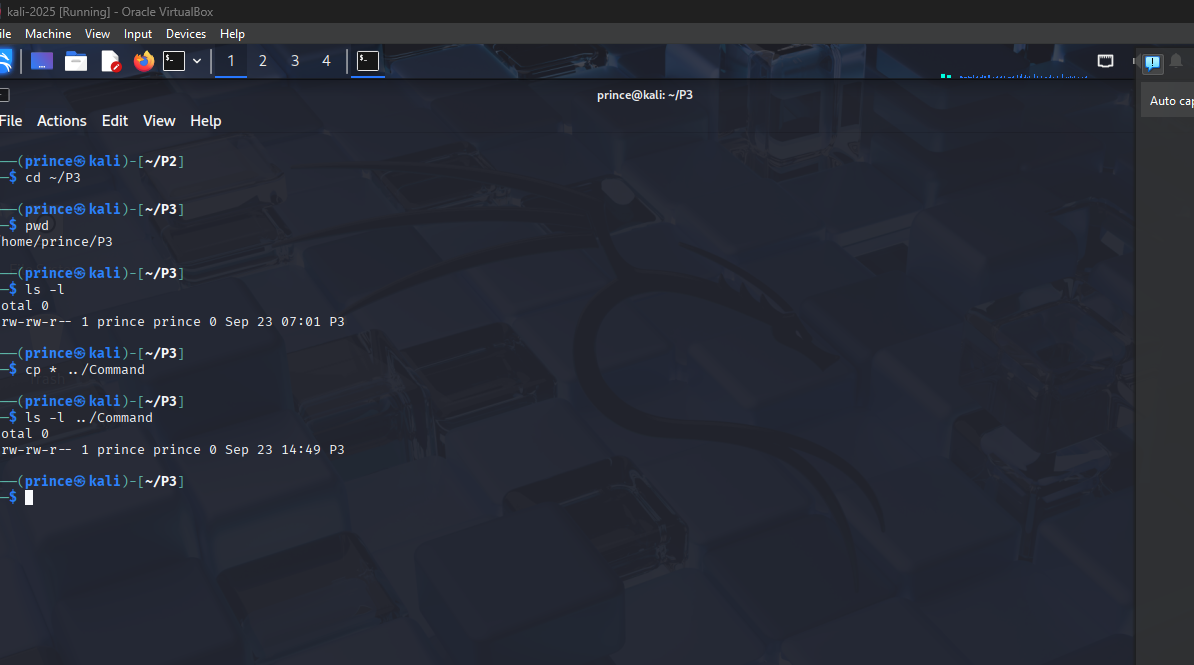 kali-2025 [Running] - Oracle VirtualBox
ile Machine View Input Devices Help
1 2 3 4
prince@kali: ~/P3
Auto cap
File Actions Edit View Help
──(prince㉿kali)-[~/P2]
─$ cd ~/P3
──(prince㉿kali)-[~/P3]
─$ pwd
home/prince/P3
──(prince㉿kali)-[~/P3]
─$ ls -l
otal 0
rw-rw-r-- 1 prince prince 0 Sep 23 07:01 P3
──(prince㉿kali)-[~/P3]
─$ cp * ../Command
Trash
──(prince㉿kali)-[~/P3]
─$ ls -l ../Command
otal 0
rw-rw-r-- 1 prince prince 0 Sep 23 14:49 P3
──(prince㉿kali)-[~/P3]
─$